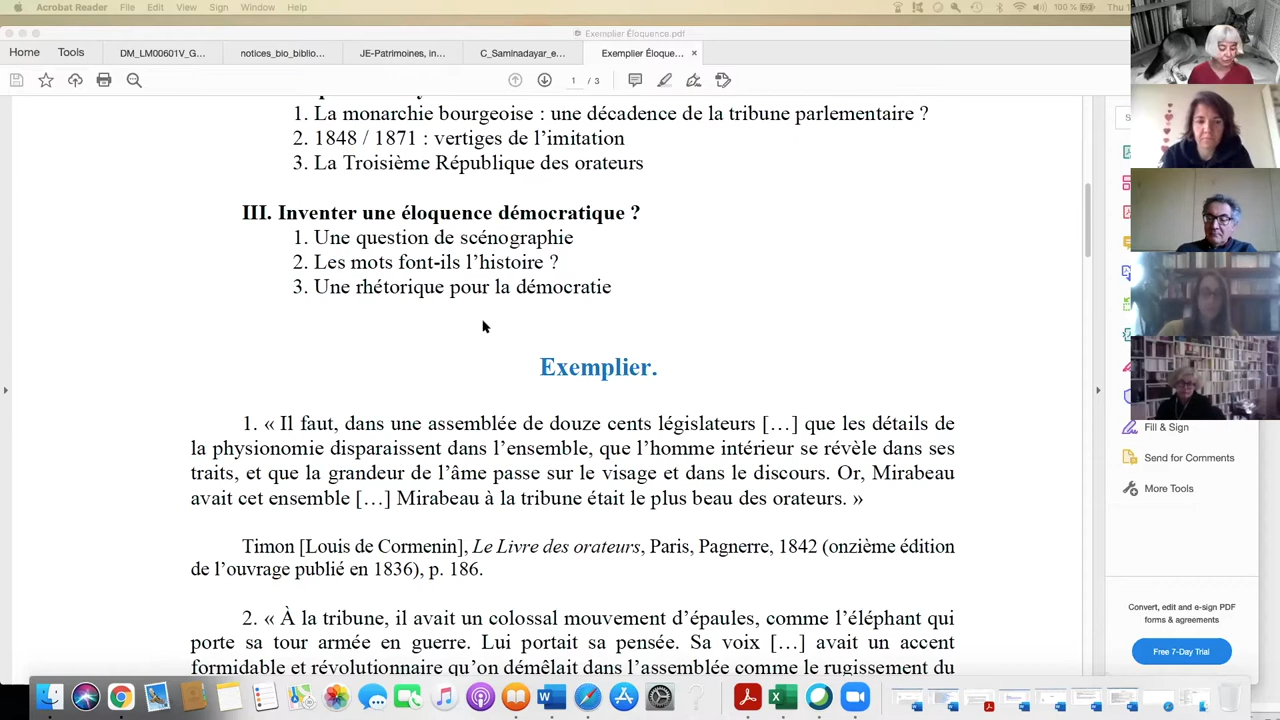 Acrobat Reader File Edit View Sign Window Help
Exemplier Éloquence.pdf
Home Tools DM_LM00601V_G... notices_bio_biblio... JE-Patrimoines, in... C_Saminadayar_e... Exemplier Éloque... ×
1 / 3
1. La monarchie bourgeoise : une décadence de la tribune parlementaire ?
2. 1848 / 1871 : vertiges de l’imitation
3. La Troisième République des orateurs
III. Inventer une éloquence démocratique ?
1. Une question de scénographie
2. Les mots font-ils l’histoire ?
3. Une rhétorique pour la démocratie
Exemplier.
1. « Il faut, dans une assemblée de douze cents législateurs […] que les détails de
la physionomie disparaissent dans l’ensemble, que l’homme intérieur se révèle dans ses
traits, et que la grandeur de l’âme passe sur le visage et dans le discours. Or, Mirabeau
avait cet ensemble […] Mirabeau à la tribune était le plus beau des orateurs. »
Timon [Louis de Cormenin], Le Livre des orateurs, Paris, Pagnerre, 1842 (onzième édition
de l’ouvrage publié en 1836), p. 186.
2. « À la tribune, il avait un colossal mouvement d’épaules, comme l’éléphant qui
porte sa tour armée en guerre. Lui portait sa pensée. Sa voix […] avait un accent
formidable et révolutionnaire qu’on démêlait dans l’assemblée comme le rugissement du
Fill & Sign
Send for Comments
More Tools
Convert, edit and e-sign PDF
forms & agreements
Free 7-Day Trial